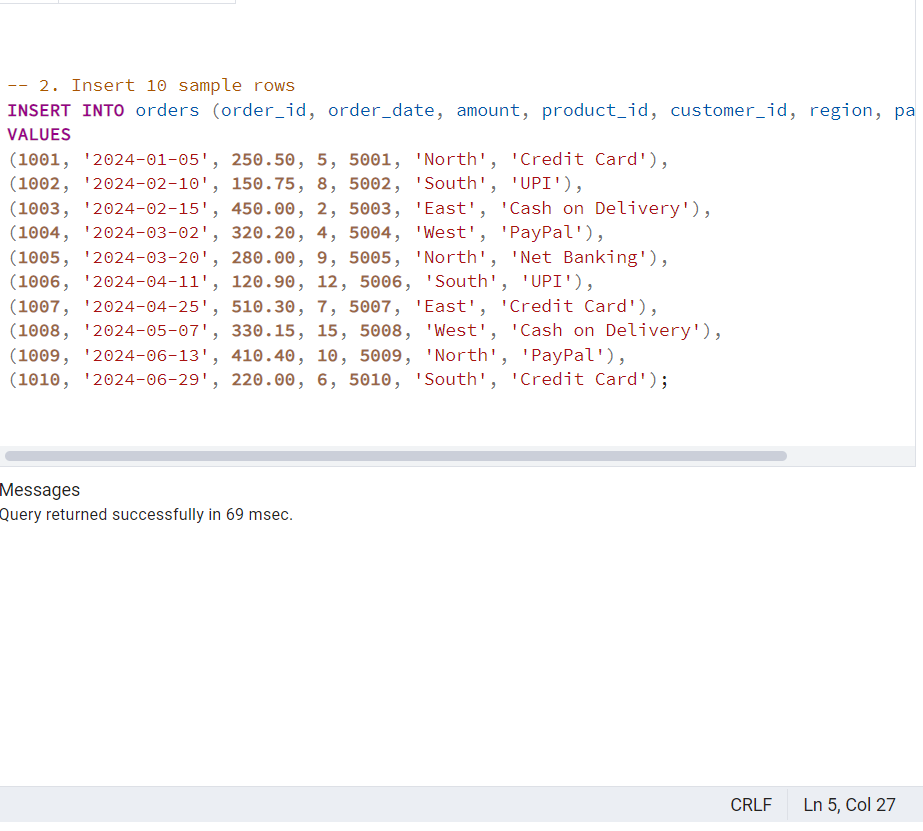 -- 2. Insert 10 sample rows
INSERT INTO orders (order_id, order_date, amount, product_id, customer_id, region, pa
VALUES
(1001, '2024-01-05', 250.50, 5, 5001, 'North', 'Credit Card'),
(1002, '2024-02-10', 150.75, 8, 5002, 'South', 'UPI'),
(1003, '2024-02-15', 450.00, 2, 5003, 'East', 'Cash on Delivery'),
(1004, '2024-03-02', 320.20, 4, 5004, 'West', 'PayPal'),
(1005, '2024-03-20', 280.00, 9, 5005, 'North', 'Net Banking'),
(1006, '2024-04-11', 120.90, 12, 5006, 'South', 'UPI'),
(1007, '2024-04-25', 510.30, 7, 5007, 'East', 'Credit Card'),
(1008, '2024-05-07', 330.15, 15, 5008, 'West', 'Cash on Delivery'),
(1009, '2024-06-13', 410.40, 10, 5009, 'North', 'PayPal'),
(1010, '2024-06-29', 220.00, 6, 5010, 'South', 'Credit Card');
Messages
Query returned successfully in 69 msec.
CRLF Ln 5, Col 27